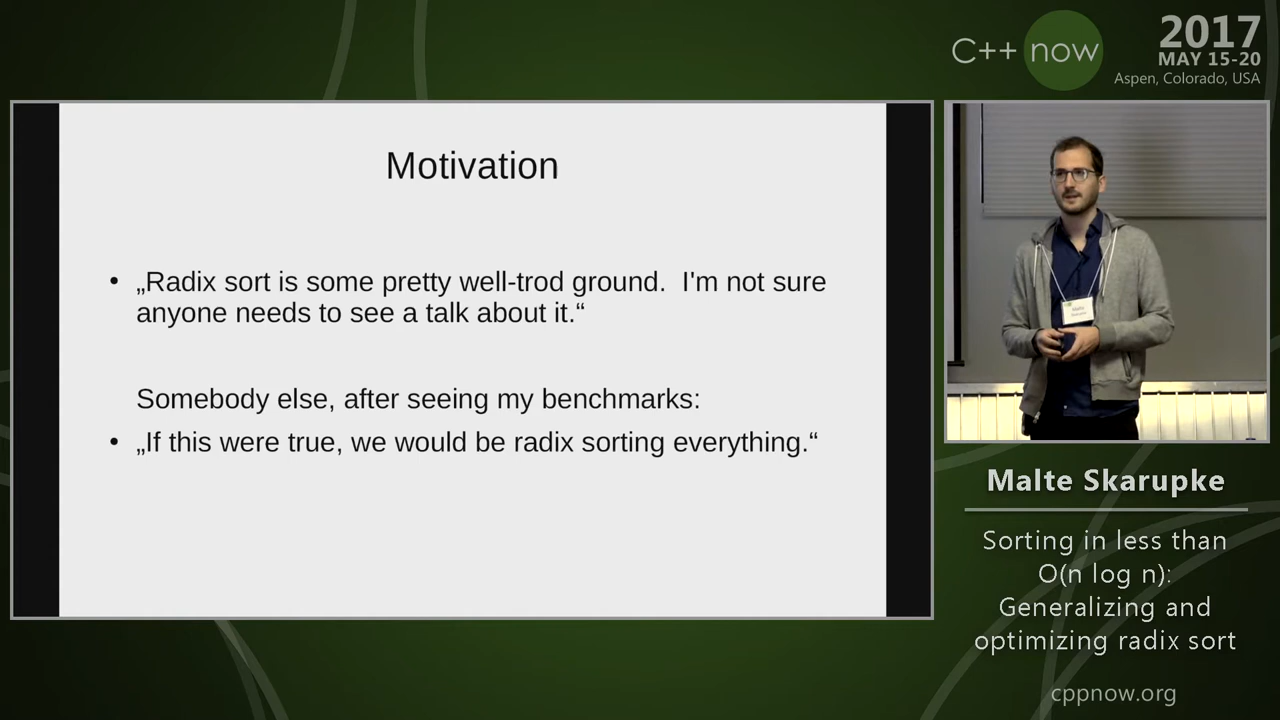 C++ now
2017
MAY 15-20
Aspen, Colorado, USA
Motivation
• „Radix sort is some pretty well-trod ground.  I'm not sure
anyone needs to see a talk about it.“
Somebody else, after seeing my benchmarks:
• „If this were true, we would be radix sorting everything.“
Malte Skarupke
Sorting in less than
O(n log n):
Generalizing and
optimizing radix sort
cppnow.org